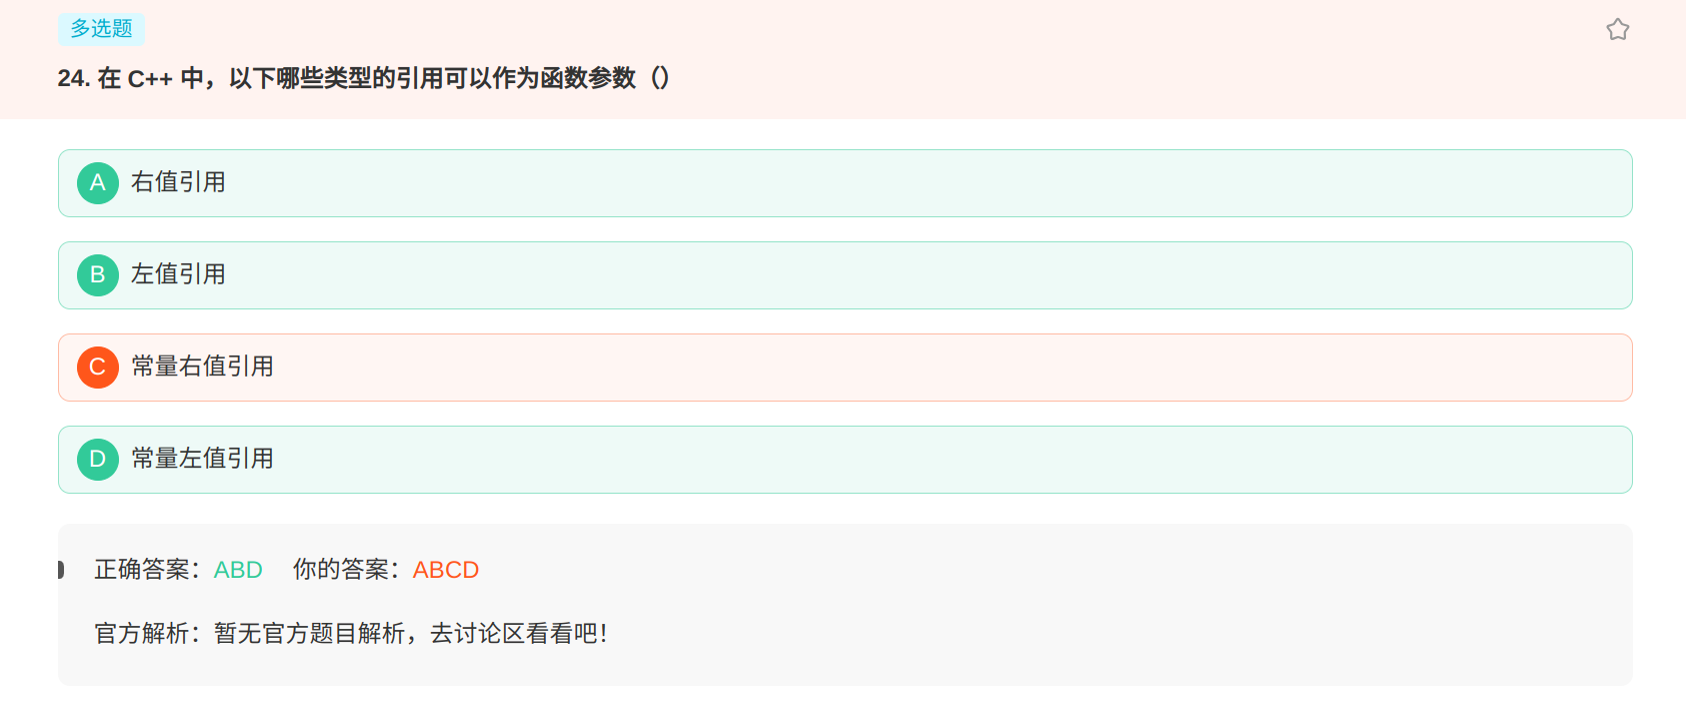 多选题
24. 在 C++ 中，以下哪些类型的引用可以作为函数参数（）
A 右值引用
B 左值引用
C 常量右值引用
D 常量左值引用
正确答案：ABD 你的答案：ABCD
官方解析：暂无官方题目解析，去讨论区看看吧！